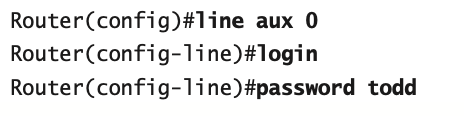 Router(config)#line aux 0
Router(config-line)#login
Router(config-line)#password todd